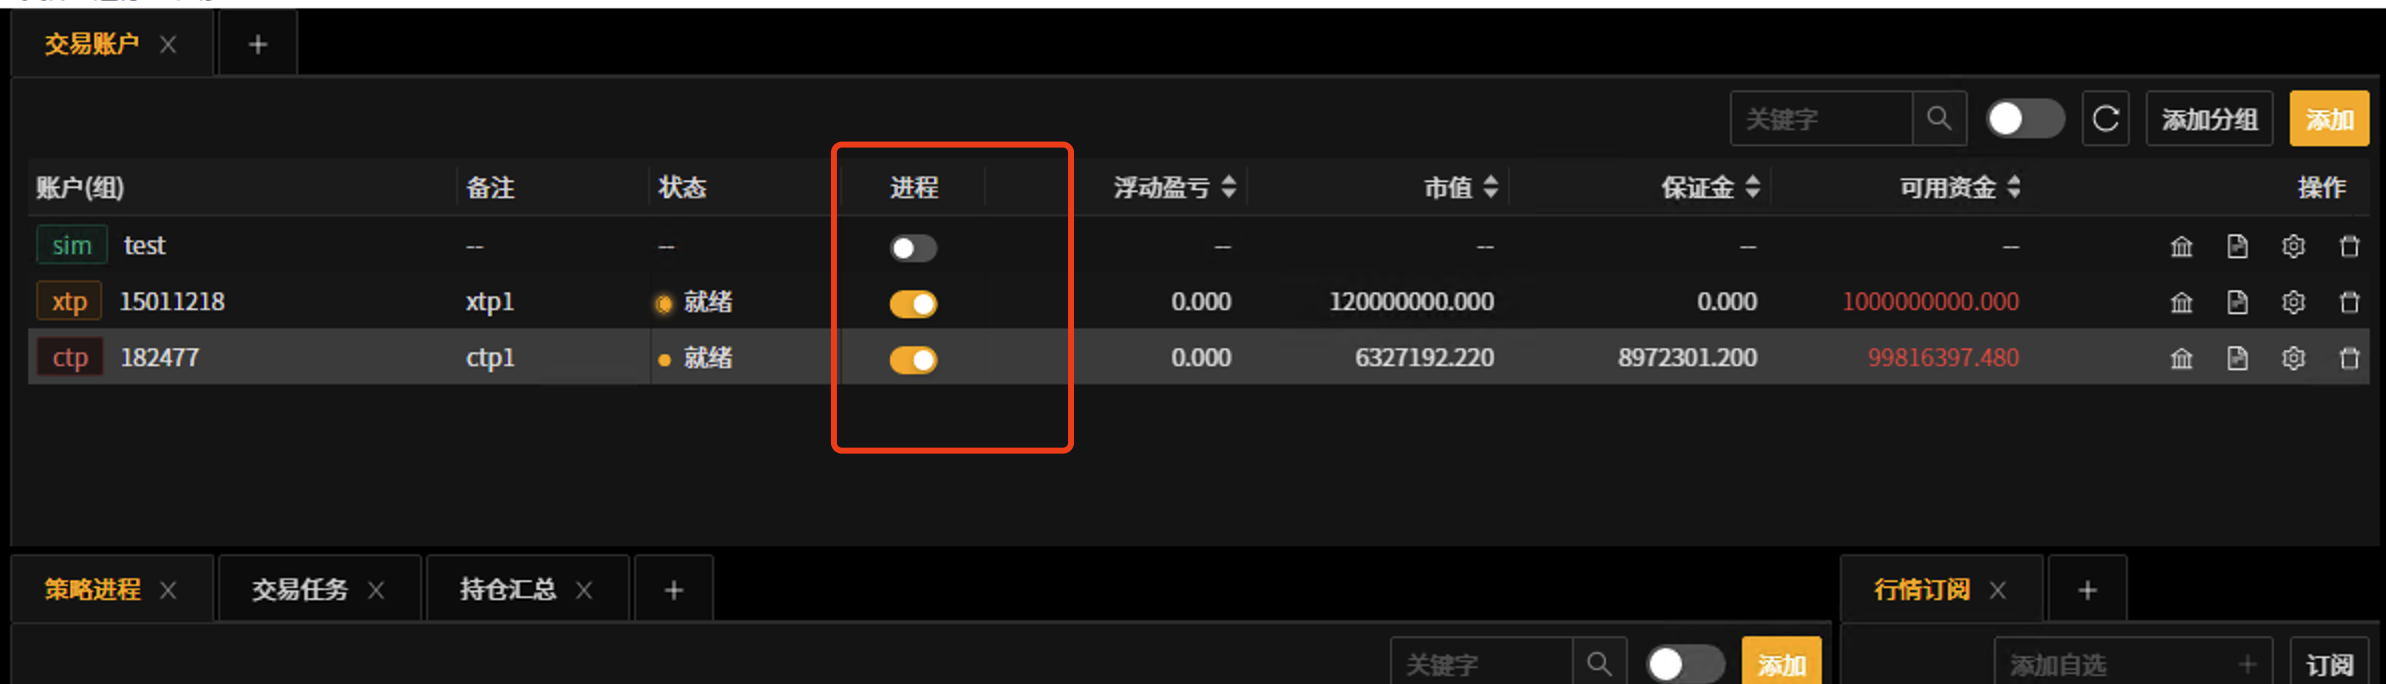 交易账户
关键字 添加分组 添加
账户(组) 备注 状态 进程 浮动盈亏 市值 保证金 可用资金 操作
sim test -- -- -- -- -- --
xtp 15011218 xtp1 就绪 0.000 120000000.000 0.000 1000000000.000
ctp 182477 ctp1 就绪 0.000 6327192.220 8972301.200 99816397.480
策略进程 交易任务 持仓汇总 行情订阅
关键字 添加 添加自选 订阅